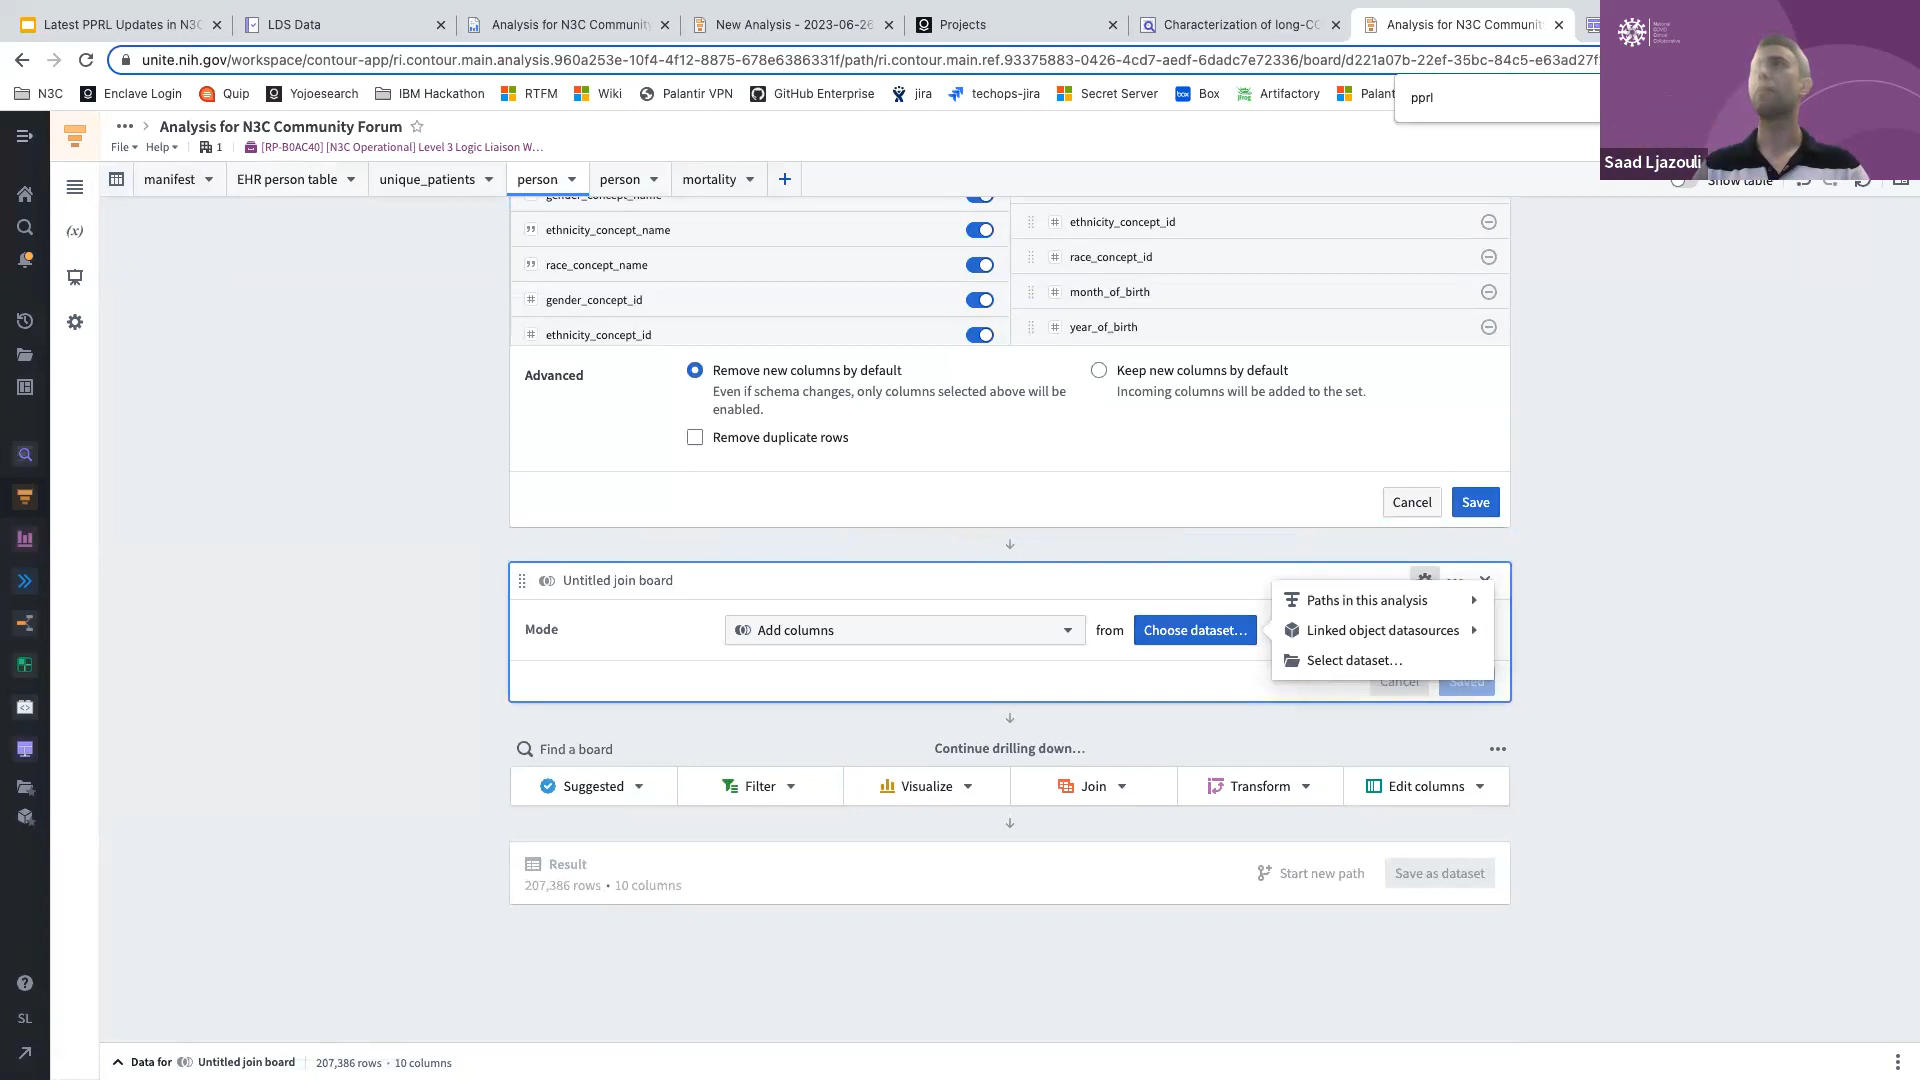 Latest PPRL Updates in N3C
LDS Data
Analysis for N3C Community
New Analysis - 2023-06-26
Projects
Characterization of long-CO
Analysis for N3C Communit
unite.nih.gov/workspace/contour-app/ri.contour.main.analysis.960a253e-10f4-4f12-8875-678e6386331f/path/ri.contour.main.ref.93375883-0426-4cd7-aedf-6dadc7e72336/board/d221a07b-22ef-35bc-84c5-e63ad27f
N3C
Enclave Login
Quip
Yojoesearch
IBM Hackathon
RTFM
Wiki
Palantir VPN
GitHub Enterprise
jira
techops-jira
Secret Server
Box
Artifactory
Palant
pprl
Saad Ljazouli
Analysis for N3C Community Forum
File
Help
1
[RP-B0AC40] [N3C Operational] Level 3 Logic Liaison W...
manifest
EHR person table
unique_patients
person
person
mortality
Show table
gender_concept_name
ethnicity_concept_name
race_concept_name
gender_concept_id
ethnicity_concept_id
ethnicity_concept_id
race_concept_id
month_of_birth
year_of_birth
Advanced
Remove new columns by default
Even if schema changes, only columns selected above will be
enabled.
Keep new columns by default
Incoming columns will be added to the set.
Remove duplicate rows
Cancel
Save
Untitled join board
Mode
Add columns
from
Choose dataset...
Paths in this analysis
Linked object datasources
Select dataset...
Cancel
Saved
Find a board
Continue drilling down...
Suggested
Filter
Visualize
Join
Transform
Edit columns
Result
207,386 rows • 10 columns
Start new path
Save as dataset
SL
Data for
Untitled join board
207,386 rows • 10 columns